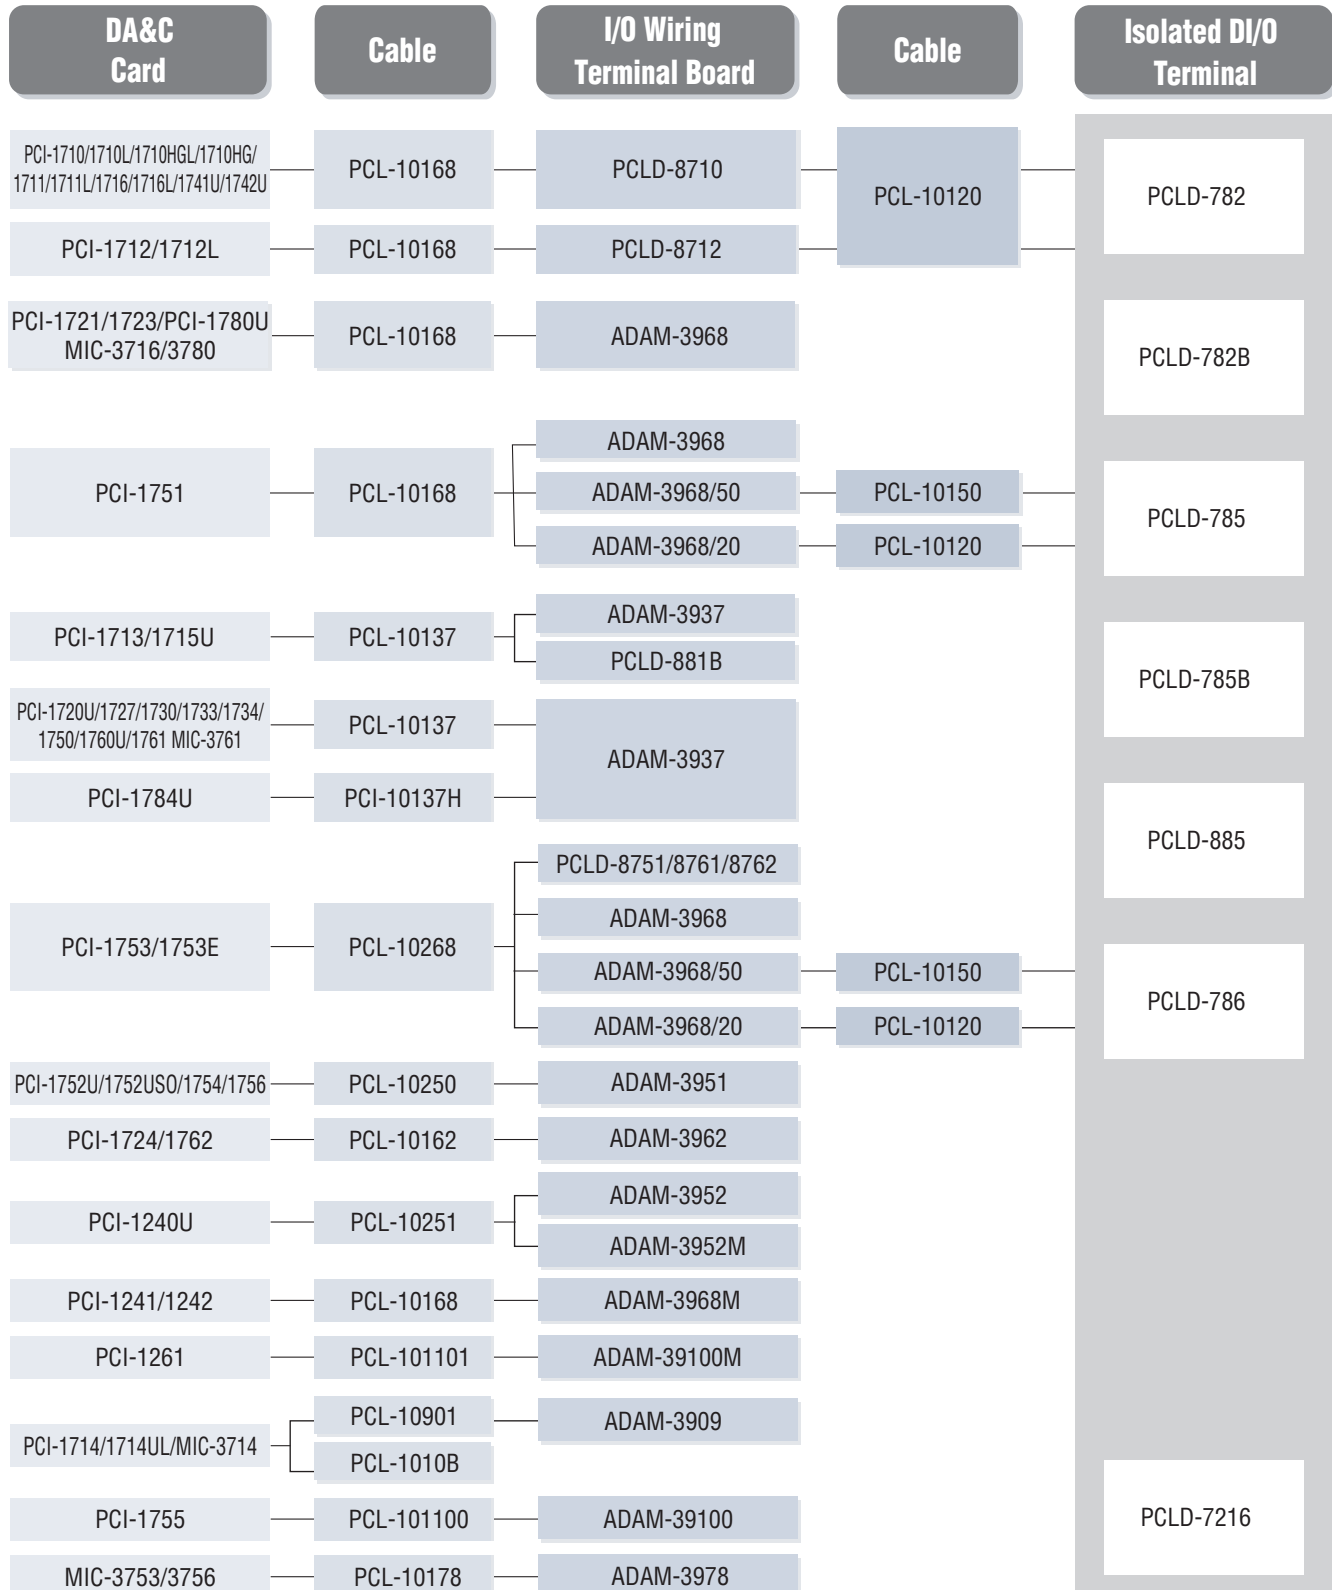 DA&C
Card
Cable
I/O Wiring
Terminal Board
Cable
Isolated DI/O
Terminal
PCI-1710/1710L/1710HGL/1710HG/
1711/1711L/1716/1716L/1741U/1742U
PCL-10168
PCLD-8710
PCL-10120
PCLD-782
PCI-1712/1712L
PCL-10168
PCLD-8712
PCI-1721/1723/PCI-1780U
MIC-3716/3780
PCL-10168
ADAM-3968
PCLD-782B
PCI-1751
PCL-10168
ADAM-3968
ADAM-3968/50
PCL-10150
ADAM-3968/20
PCL-10120
PCLD-785
PCI-1713/1715U
PCL-10137
ADAM-3937
PCLD-881B
PCLD-785B
PCI-1720U/1727/1730/1733/1734/
1750/1760U/1761 MIC-3761
PCL-10137
ADAM-3937
PCI-1784U
PCI-10137H
PCLD-885
PCI-1753/1753E
PCL-10268
PCLD-8751/8761/8762
ADAM-3968
ADAM-3968/50
PCL-10150
ADAM-3968/20
PCL-10120
PCLD-786
PCI-1752U/1752USO/1754/1756
PCL-10250
ADAM-3951
PCI-1724/1762
PCL-10162
ADAM-3962
PCI-1240U
PCL-10251
ADAM-3952
ADAM-3952M
PCI-1241/1242
PCL-10168
ADAM-3968M
PCI-1261
PCL-101101
ADAM-39100M
PCI-1714/1714UL/MIC-3714
PCL-10901
ADAM-3909
PCL-1010B
PCI-1755
PCL-101100
ADAM-39100
PCLD-7216
MIC-3753/3756
PCL-10178
ADAM-3978